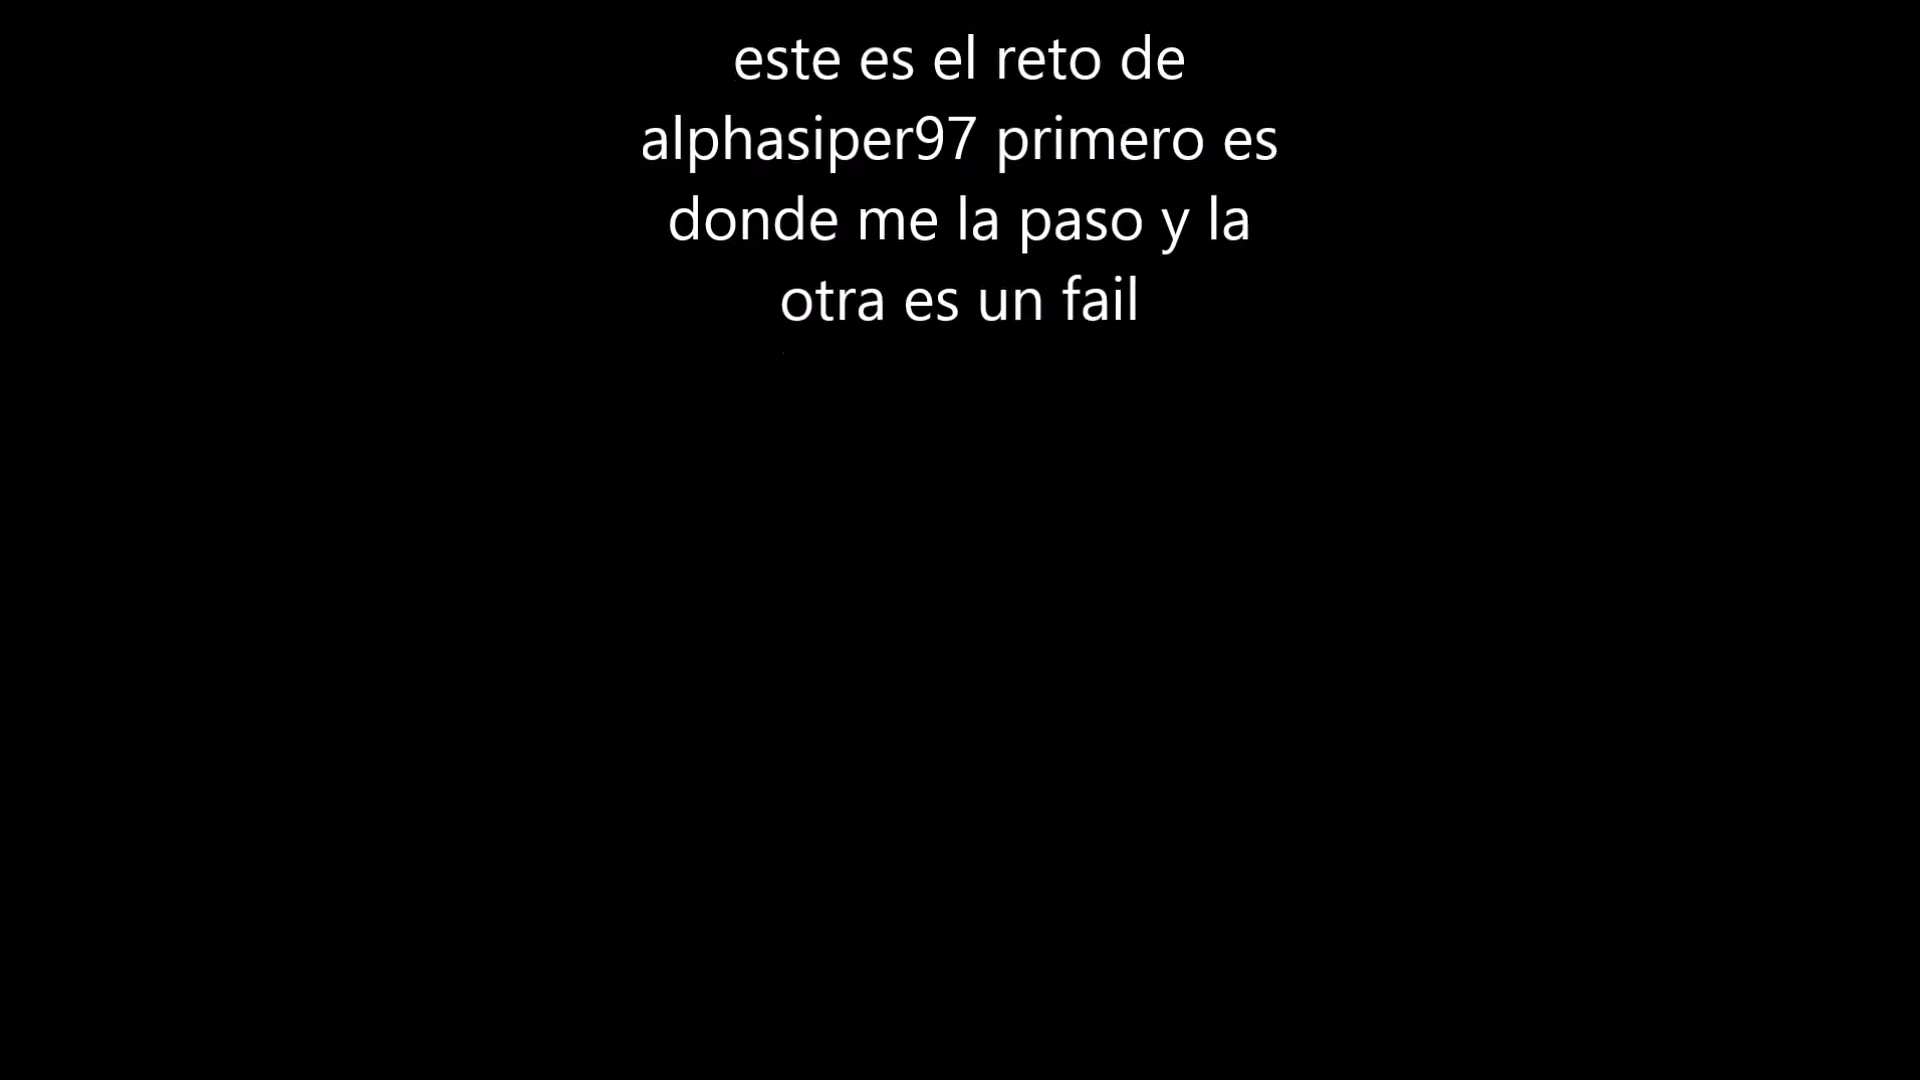 este es el reto de
alphasiper97 primero es
donde me la paso y la
otra es un fail